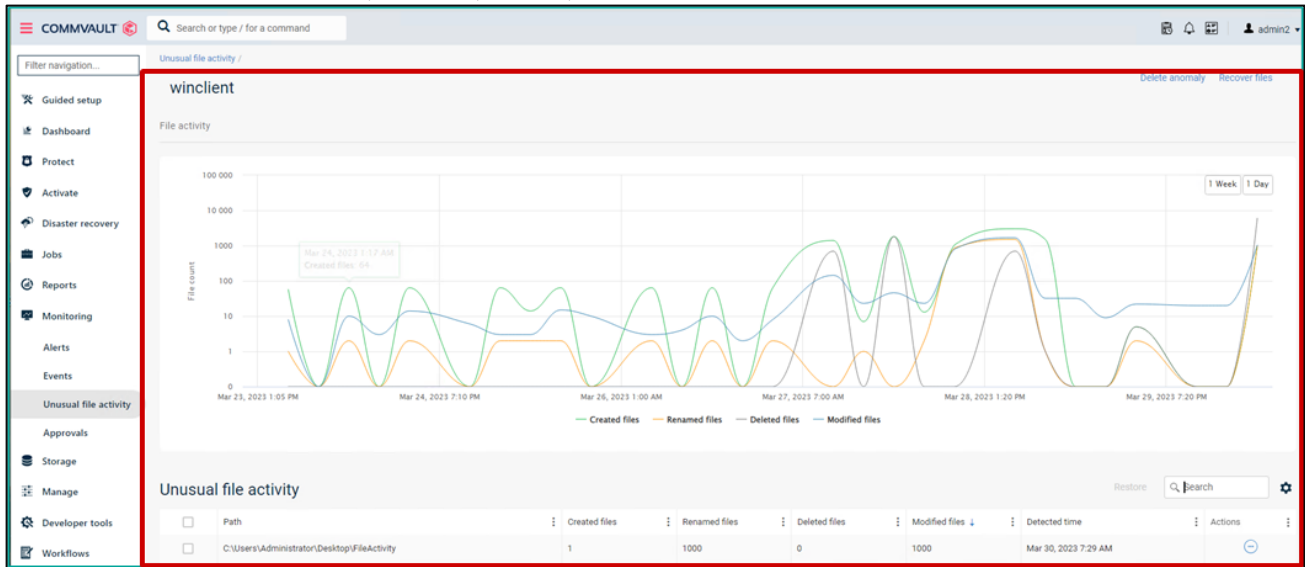 COMMVAULT
Search or type / for a command
admin2
Filter navigation...
Guided setup
Dashboard
Protect
Activate
Disaster recovery
Jobs
Reports
Monitoring
Alerts
Events
Unusual file activity
Approvals
Storage
Manage
Developer tools
Workflows
Unusual file activity /
winclient
Delete anomaly Recover files
File activity
1 Week 1 Day
100 000
10 000
1000
100
10
1
0
File count
Mar 24, 2023 1:17 AM
Created files: 64
Mar 23, 2023 1:05 PM Mar 24, 2023 7:10 PM Mar 26, 2023 1:00 AM Mar 27, 2023 7:00 AM Mar 28, 2023 1:20 PM Mar 29, 2023 7:20 PM
Created files Renamed files Deleted files Modified files
Unusual file activity
Restore Search
Path Created files Renamed files Deleted files Modified files ↓ Detected time Actions
C:\Users\Administrator\Desktop\FileActivity 1 1000 0 1000 Mar 30, 2023 7:29 AM